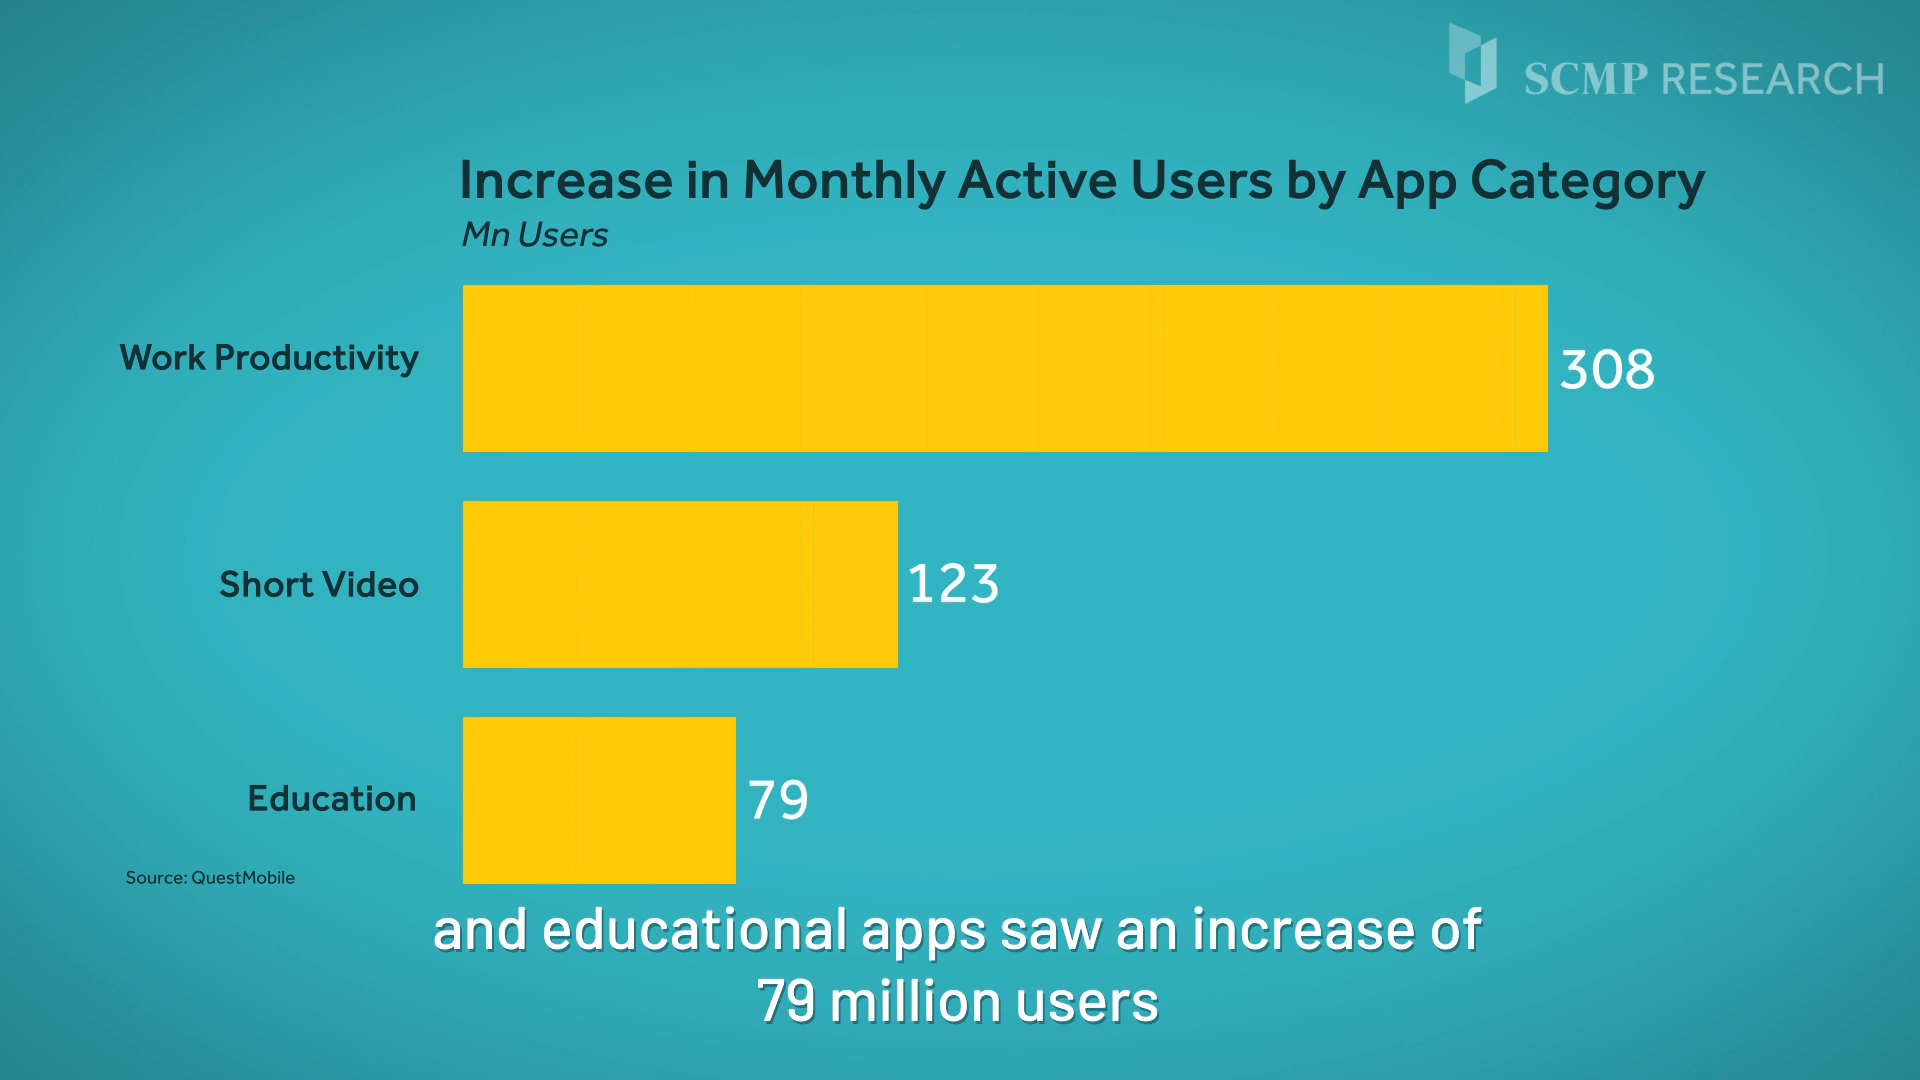 SCMP RESEARCH
Increase in Monthly Active Users by App Category
Mn Users
Work Productivity
308
Short Video
123
Education
79
Source: QuestMobile
and educational apps saw an increase of
79 million users